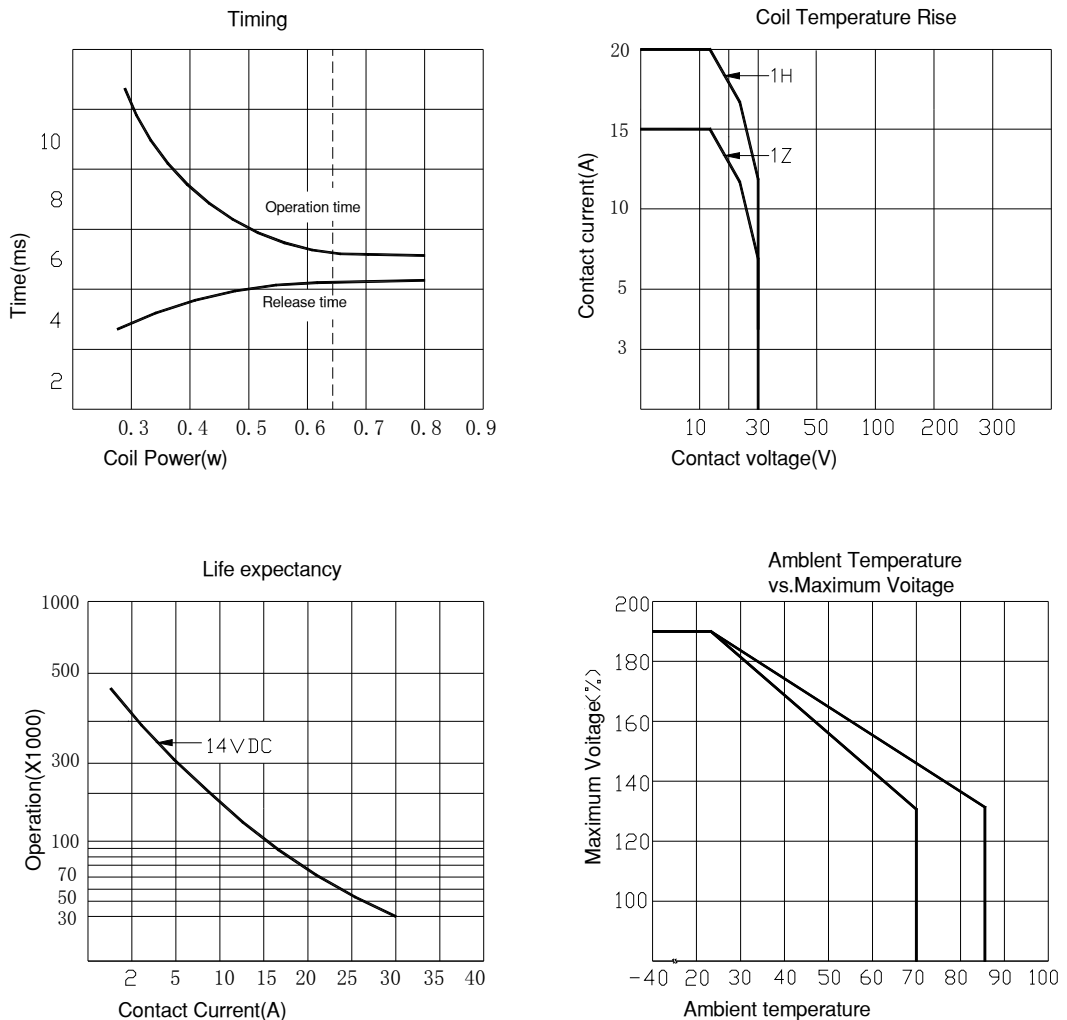 Timing
10
8
6
4
2
Time(ms)
Operation time
Release time
0.3 0.4 0.5 0.6 0.7 0.8 0.9
Coil Power(w)
Coil Temperature Rise
20
15
10
5
3
Contact current(A)
1H
1Z
10 30 50 100 200 300
Contact voltage(V)
Life expectancy
1000
500
300
100
70
50
30
Operation(X1000)
14VDC
2 5 10 15 20 25 30 33 40
Contact Current(A)
Amblent Temperature
vs.Maximum Voitage
200
180
160
140
120
100
Maximum Voitage(%)
-40 20 30 40 50 60 70 80 100
Ambient temperature